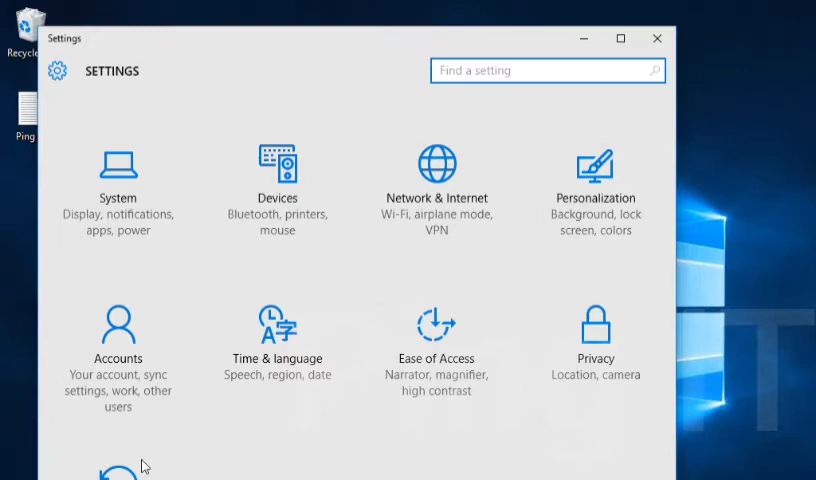 Recycle
Ping
Settings
SETTINGS
Find a setting
System
Display, notifications,
apps, power
Devices
Bluetooth, printers,
mouse
Network & Internet
Wi-Fi, airplane mode,
VPN
Personalization
Background, lock
screen, colors
A字
Accounts
Your account, sync
settings, work, other
users
Time & language
Speech, region, date
Ease of Access
Narrator, magnifier,
high contrast
Privacy
Location, camera